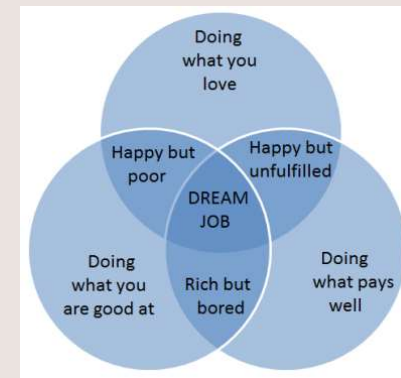 Doing
what you
love
Happy but
poor
Happy but
unfulfilled
DREAM
JOB
Doing
what you
are good at
Rich but
bored
Doing
what pays
well